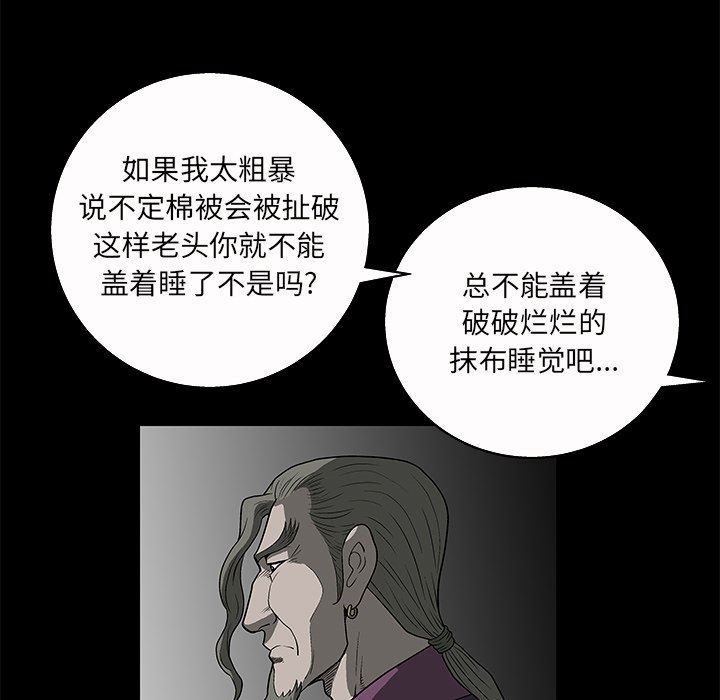 如果我太粗暴
说不定棉被会被扯破
这样老头你就不能
盖着睡了不是吗?
总不能盖着
破破烂烂的
抹布睡觉吧...